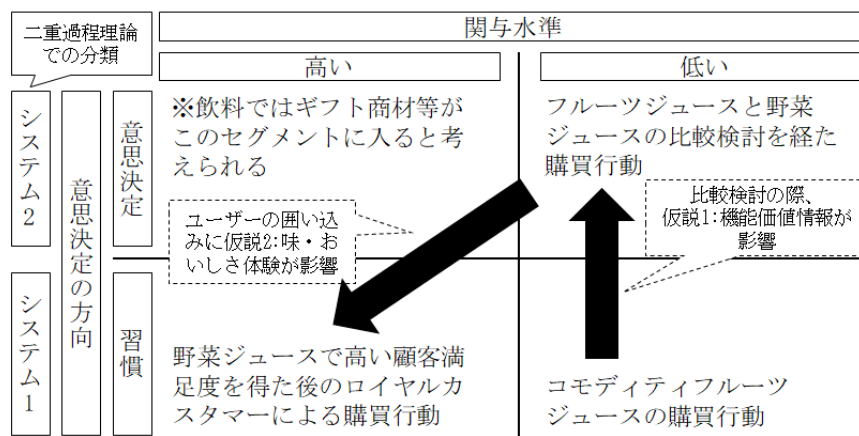 二重過程理論
での分類
関与水準
高い
低い
システム2
システム1
意思決定の方向
意思決定
習慣
※飲料ではギフト商材等が
このセグメントに入ると考
えられる
フルーツジュースと野菜
ジュースの比較検討を経た
購買行動
ユーザーの囲い込
みに仮説2:味・お
いしさ体験が影響
比較検討の際、
仮説1:機能価値情報が
影響
野菜ジュースで高い顧客満
足度を得た後のロイヤルカ
スタマーによる購買行動
コモディティフルーツ
ジュースの購買行動